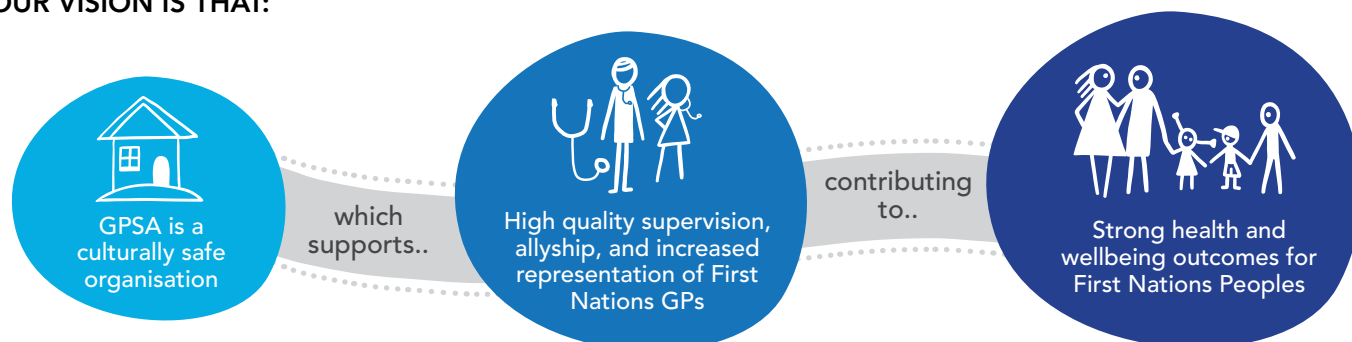 OUR VISION IS THAT:
GPSA is a
culturally safe
organisation
which
supports..
High quality supervision,
allyship, and increased
representation of First
Nations GPs
contributing
to..
Strong health and
wellbeing outcomes for
First Nations Peoples